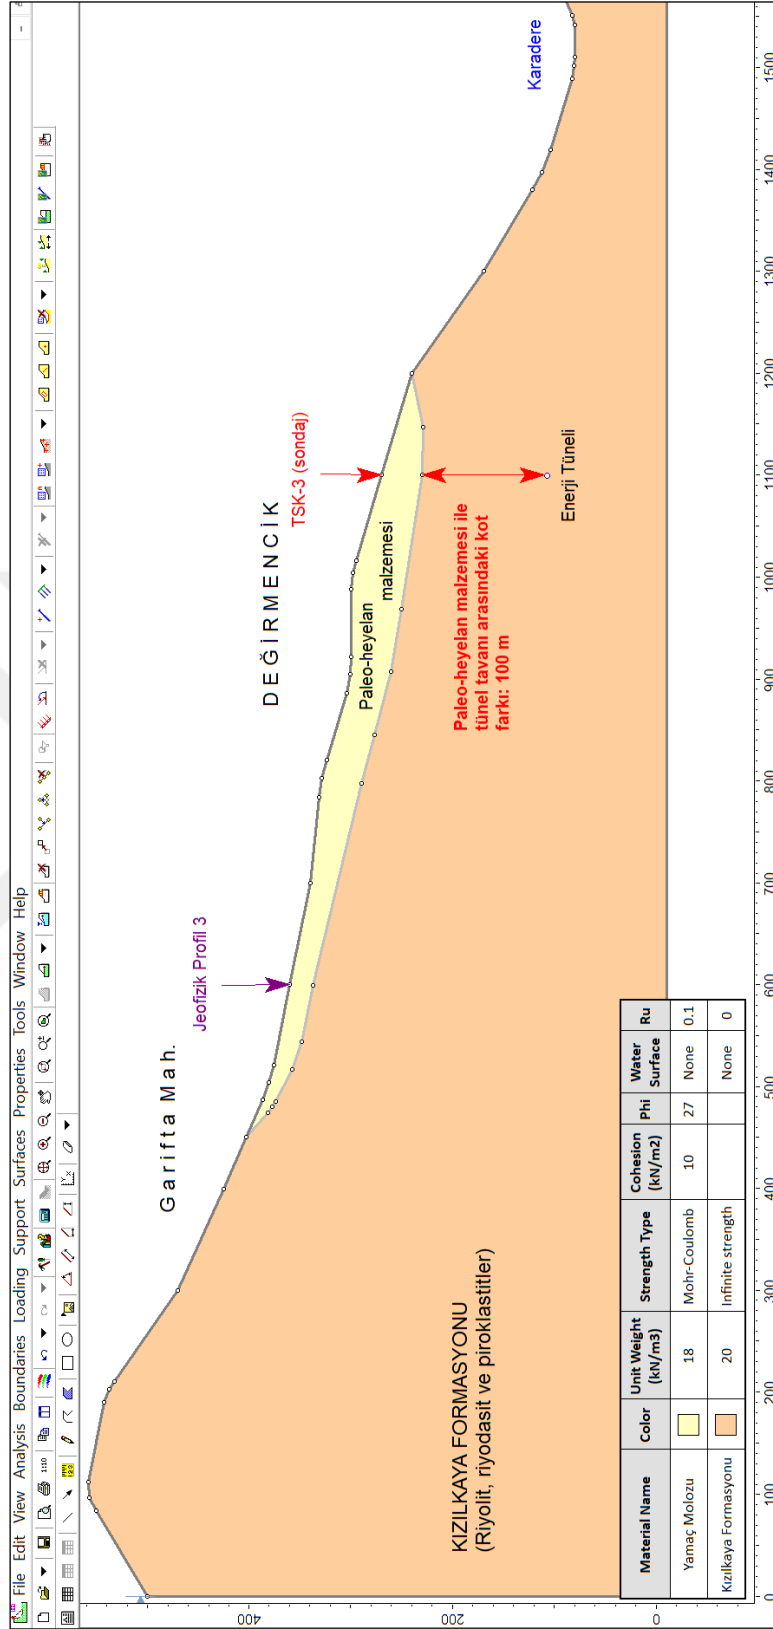 File Edit View Analysis Boundaries Loading Support Surfaces Properties Tools Window Help
1:10
Garifta Mah.
Jeofizik Profil 3
DEĞİRMENCİK
TSK-3 (sondaj)
Karadere
Paleo-heyelan
malzemesi
Paleo-heyelan malzemesi ile
tünel tavanı arasındaki kot
farkı: 100 m
Enerji Tüneli
KIZILKAYA FORMASYONU
(Riyolit, riyodasit ve piroklastitler)
Material Name Color Unit Weight (kN/m3) Strength Type Cohesion (kN/m2) Phi Water Surface Ru
Yamaç Molozu 18 Mohr-Coulomb 10 27 None 0.1
Kızılkaya Formasyonu 20 Infinite strength None 0
400
200
0
0 100 200 300 400 500 600 700 800 900 1000 1100 1200 1300 1400 1500